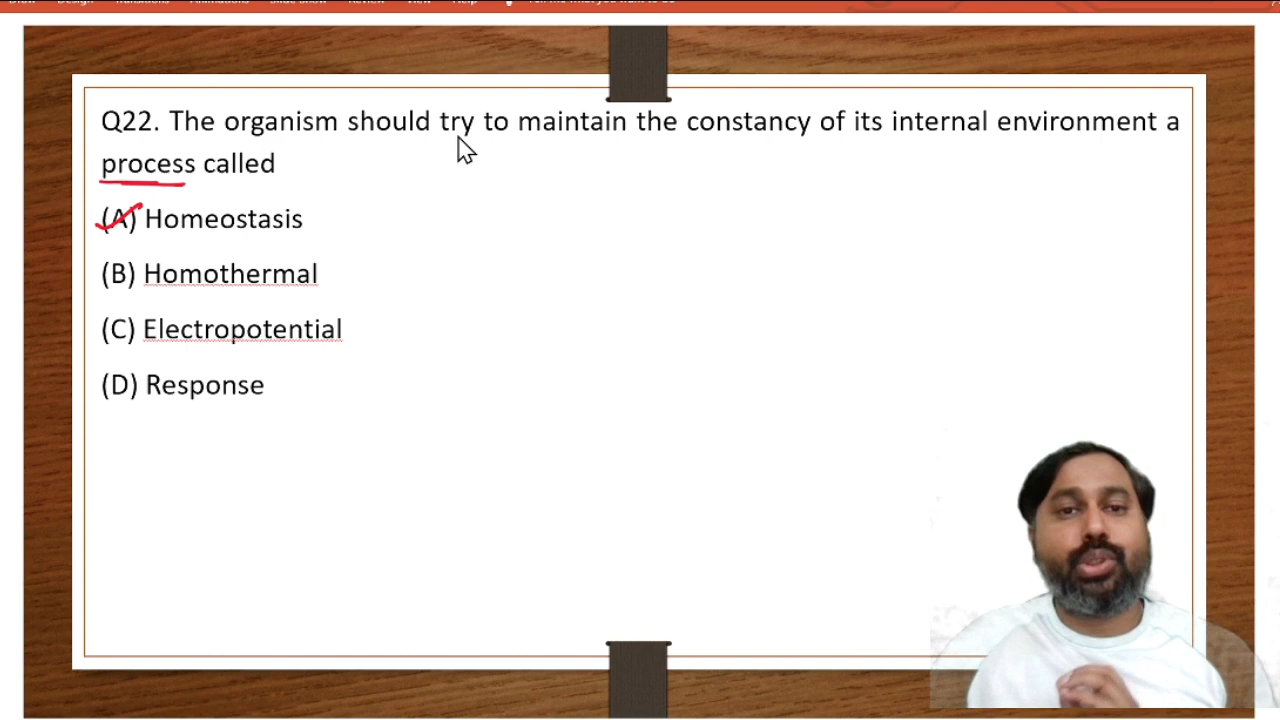 Q22. The organism should try to maintain the constancy of its internal environment a
process called
(A) Homeostasis
(B) Homothermal
(C) Electropotential
(D) Response